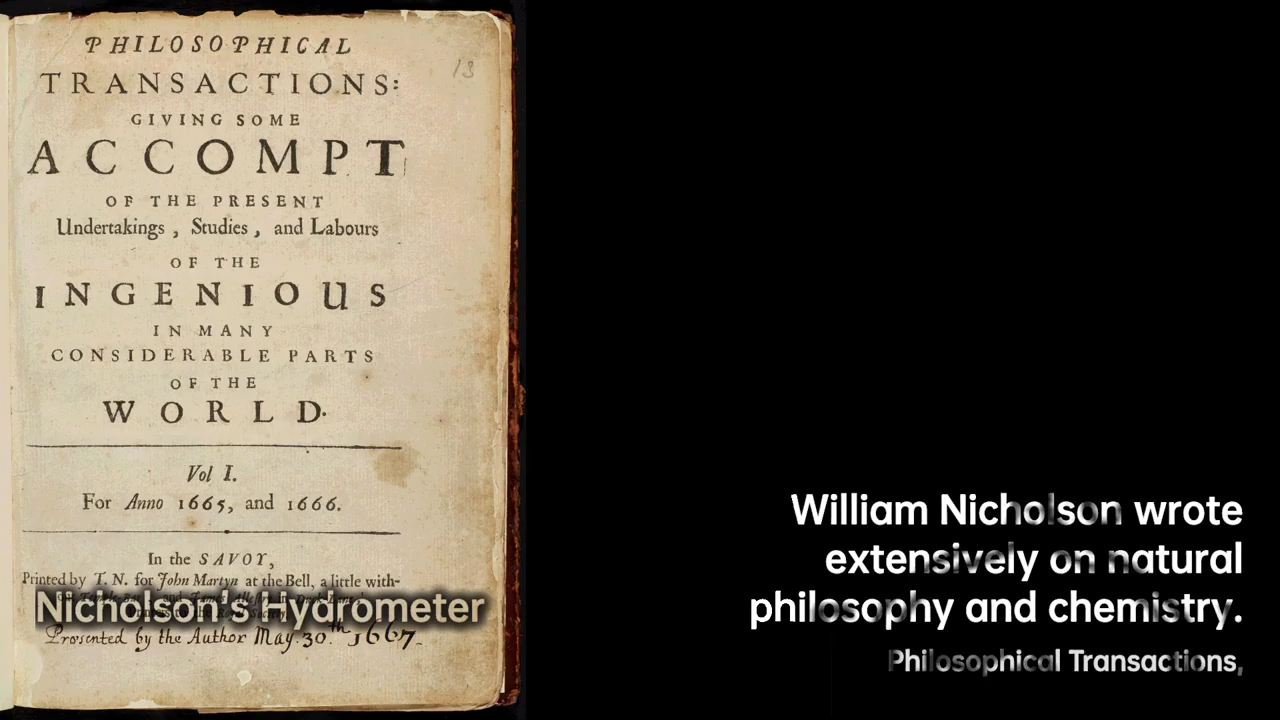 PHILOSOPHICAL
TRANSACTIONS:
GIVING SOME
ACCOMPT
OF THE PRESENT
Undertakings, Studies, and Labours
OF THE
INGENIOUS
IN MANY
CONSIDERABLE PARTS
OF THE
WORLD.
Vol I.
For Anno 1665, and 1666.
In the SAVOY,
Printed by T. N. for John Martyn at the Bell, a little with-
Nicholson's Hydrometer
Presented by the Author May. 30th 1667.
13
William Nicholson wrote
extensively on natural
philosophy and chemistry.
Philosophical Transactions,